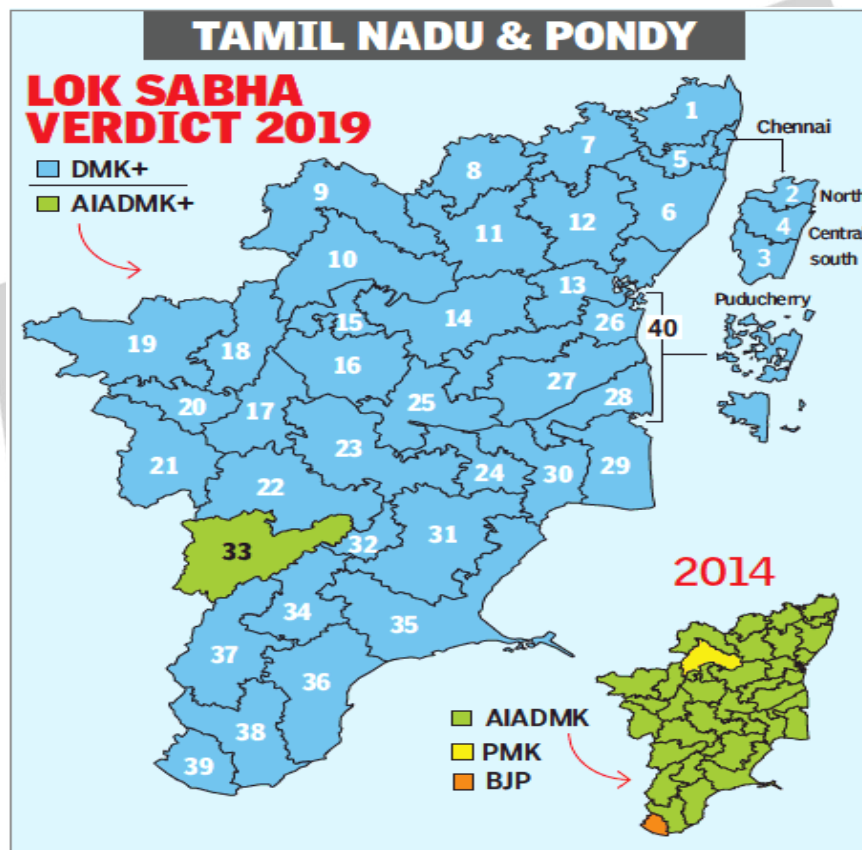 TAMIL NADU & PONDY
LOK SABHA
VERDICT 2019
DMK+
AIADMK+
1
Chennai
7
5
8
2 North
9
6
4 Central
12
11
3 south
10
13
Puducherry
15
14
26
40
19
18
16
27
20
17
25
28
23
21
24
30
29
22
31
33
32
2014
34
35
37
36
AIADMK
38
PMK
39
BJP